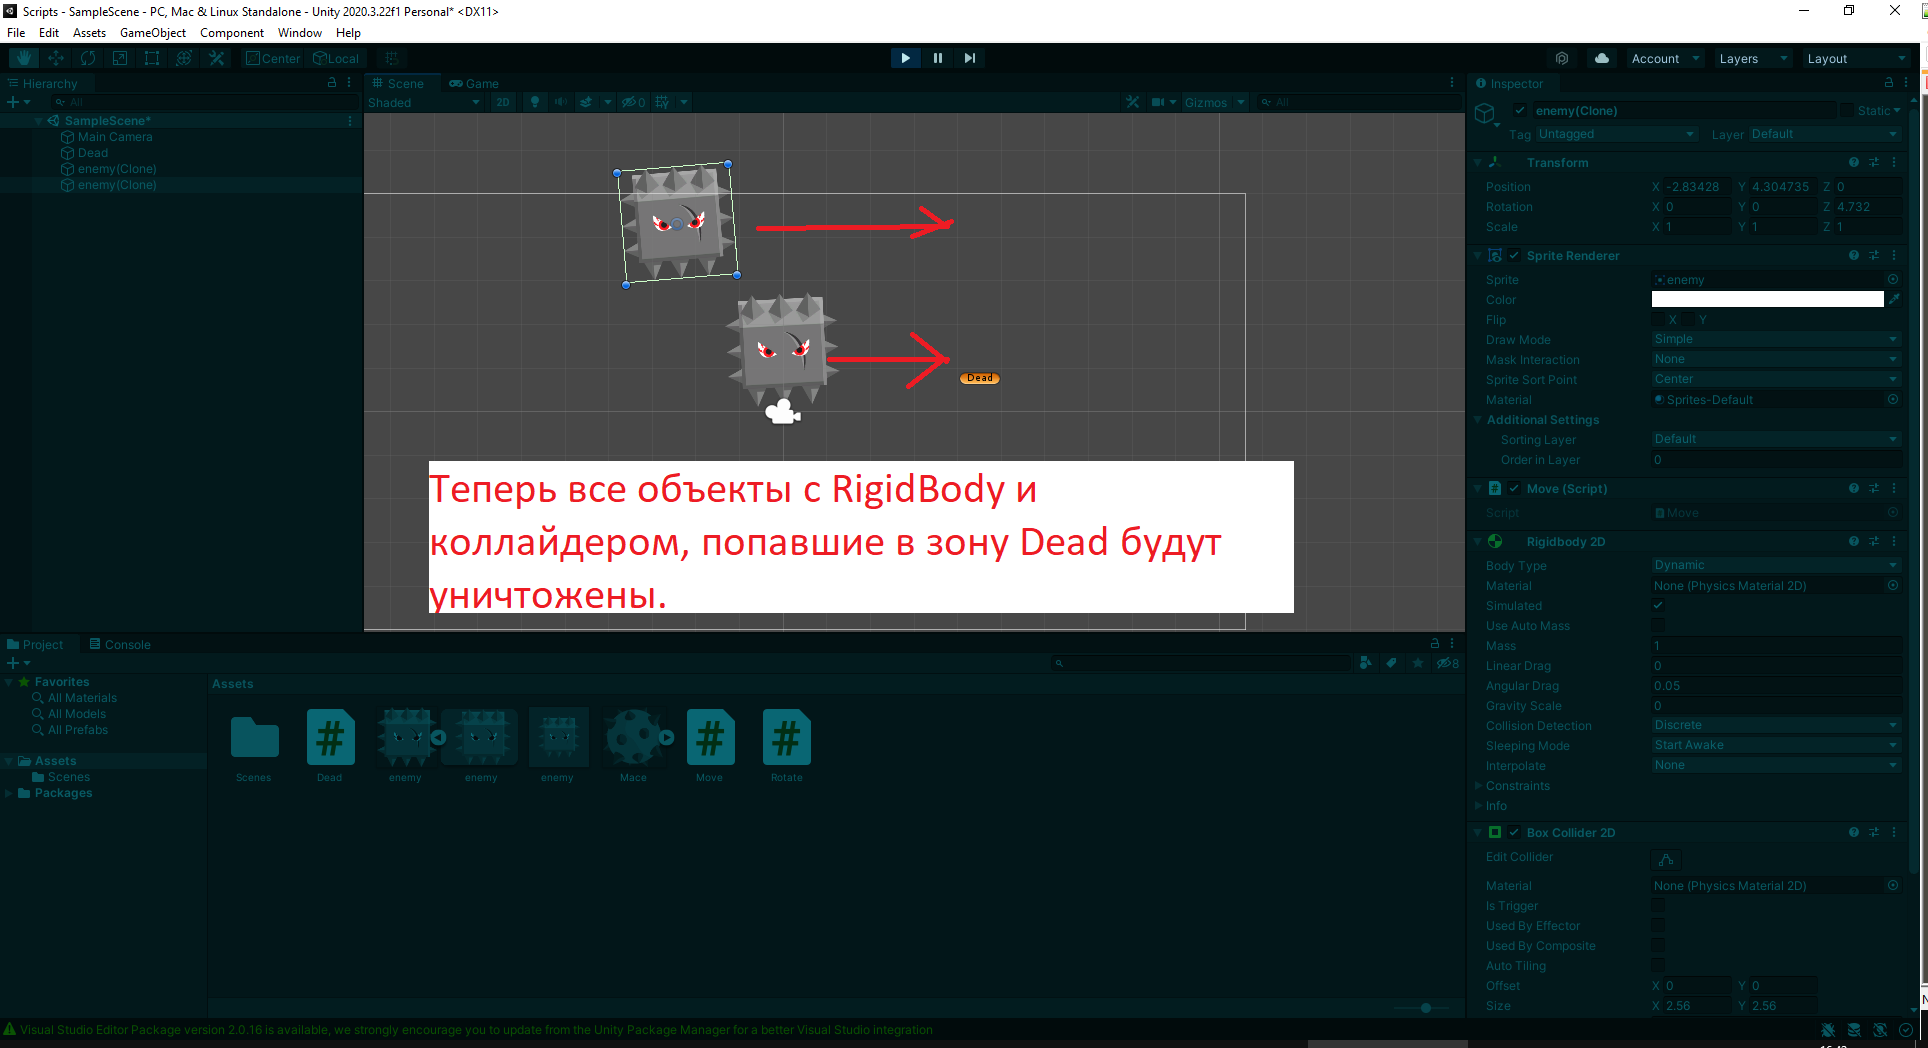 Scripts - SampleScene - PC, Mac & Linux Standalone - Unity 2020.3.22f1 Personal* <DX11>
File Edit Assets GameObject Component Window Help
Center Local
Account Layers Layout
Hierarchy
All
SampleScene*
Main Camera
Dead
enemy(Clone)
enemy(Clone)
Scene Game
Shaded 2D 0 Gizmos All
Dead
Теперь все объекты с RigidBody и
коллайдером, попавшие в зону Dead будут
уничтожены.
Inspector
enemy(Clone) Static
Tag Untagged Layer Default
Transform
Position X -2.83428 Y 4.304735 Z 0
Rotation X 0 Y 0 Z 4.732
Scale X 1 Y 1 Z 1
Sprite Renderer
Sprite enemy
Color
Flip X Y
Draw Mode Simple
Mask Interaction None
Sprite Sort Point Center
Material Sprites-Default
Additional Settings
Sorting Layer Default
Order in Layer 0
# Move (Script)
Script Move
Rigidbody 2D
Body Type Dynamic
Material None (Physics Material 2D)
Simulated
Use Auto Mass
Mass 1
Linear Drag 0
Angular Drag 0.05
Gravity Scale 0
Collision Detection Discrete
Sleeping Mode Start Awake
Interpolate None
Constraints
Info
Box Collider 2D
Edit Collider
Material None (Physics Material 2D)
Is Trigger
Used By Effector
Used By Composite
Auto Tiling
Offset X 0 Y 0
Size X 2.56 Y 2.56
Project Console
8
Favorites
All Materials
All Models
All Prefabs
Assets
Scenes
Packages
Assets
# # #
Scenes Dead enemy enemy enemy Mace Move Rotate
Visual Studio Editor Package version 2.0.16 is available, we strongly encourage you to update from the Unity Package Manager for a better Visual Studio integration